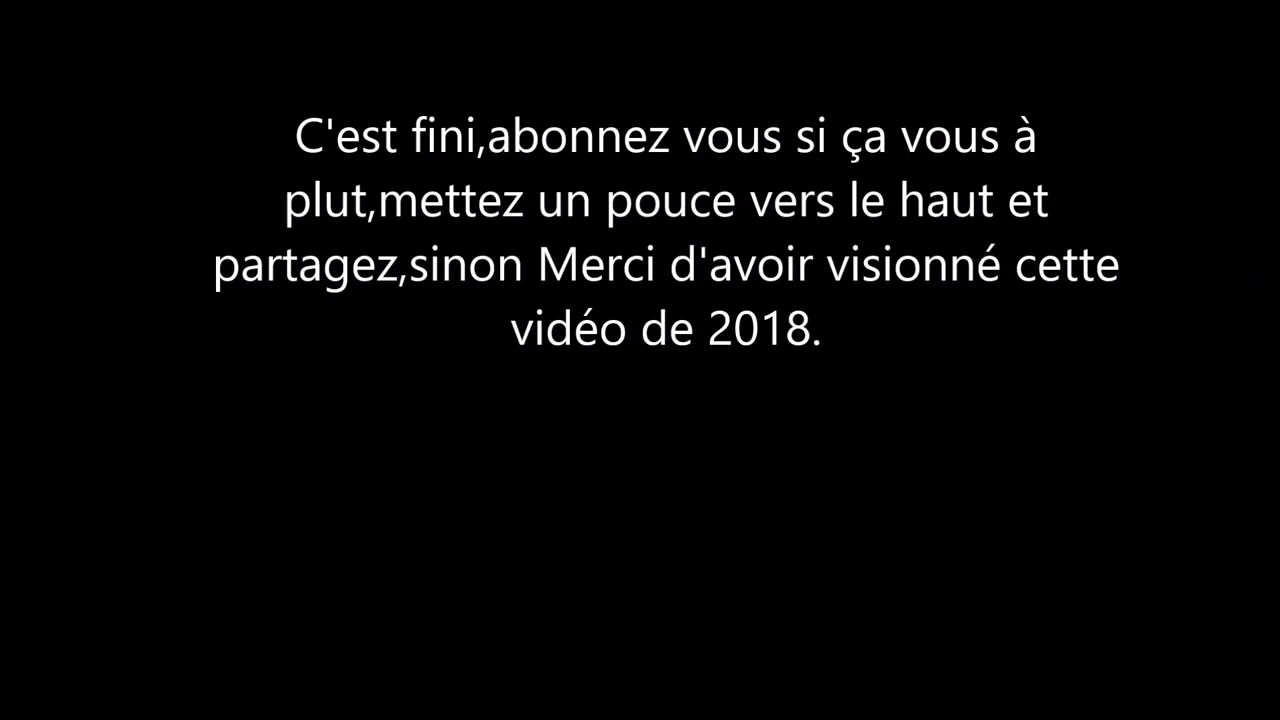 C'est fini,abonnez vous si ça vous à
plut,mettez un pouce vers le haut et
partagez,sinon Merci d'avoir visionné cette
vidéo de 2018.